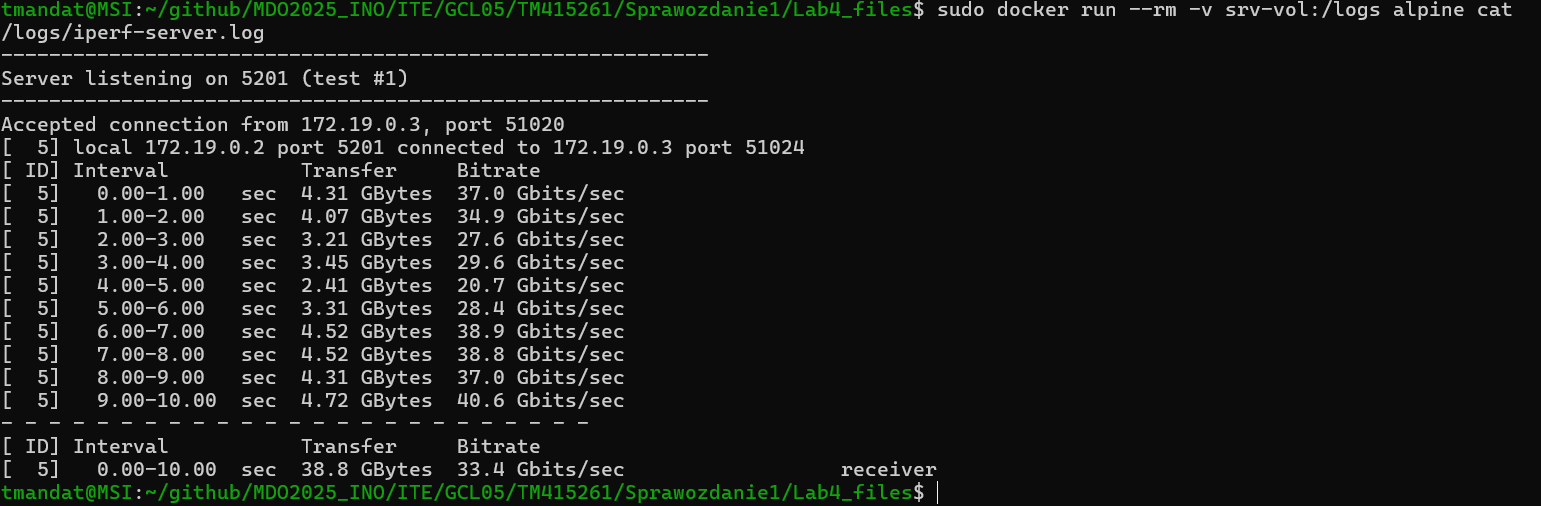 tmandat@MSI:~/github/MDO2025_INO/ITE/GCL05/TM415261/Sprawozdanie1/Lab4_files$ sudo docker run --rm -v srv-vol:/logs alpine cat
/logs/iperf-server.log
-----------------------------------------------------------
Server listening on 5201 (test #1)
-----------------------------------------------------------
Accepted connection from 172.19.0.3, port 51020
[  5] local 172.19.0.2 port 5201 connected to 172.19.0.3 port 51024
[ ID] Interval           Transfer     Bitrate
[  5]   0.00-1.00   sec  4.31 GBytes  37.0 Gbits/sec
[  5]   1.00-2.00   sec  4.07 GBytes  34.9 Gbits/sec
[  5]   2.00-3.00   sec  3.21 GBytes  27.6 Gbits/sec
[  5]   3.00-4.00   sec  3.45 GBytes  29.6 Gbits/sec
[  5]   4.00-5.00   sec  2.41 GBytes  20.7 Gbits/sec
[  5]   5.00-6.00   sec  3.31 GBytes  28.4 Gbits/sec
[  5]   6.00-7.00   sec  4.52 GBytes  38.9 Gbits/sec
[  5]   7.00-8.00   sec  4.52 GBytes  38.8 Gbits/sec
[  5]   8.00-9.00   sec  4.31 GBytes  37.0 Gbits/sec
[  5]   9.00-10.00  sec  4.72 GBytes  40.6 Gbits/sec
- - - - - - - - - - - - - - - - - - - - - - - - -
[ ID] Interval           Transfer     Bitrate
[  5]   0.00-10.00  sec  38.8 GBytes  33.4 Gbits/sec                  receiver
tmandat@MSI:~/github/MDO2025_INO/ITE/GCL05/TM415261/Sprawozdanie1/Lab4_files$